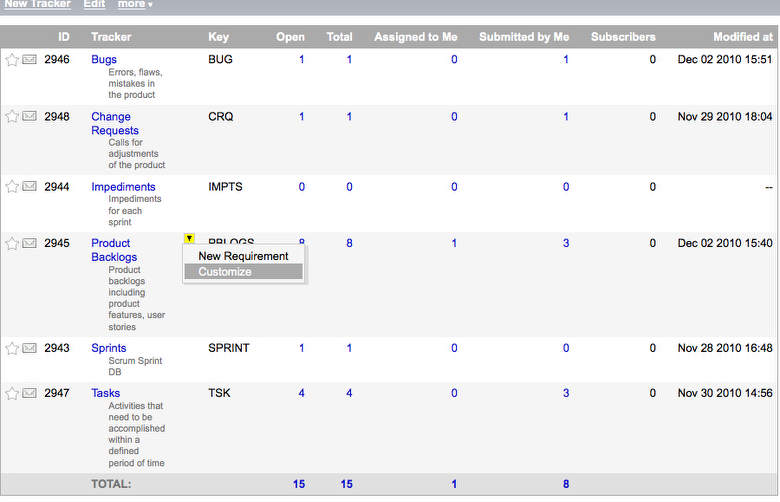 New Tracker Edit more ▾
ID Tracker Key Open Total Assigned to Me Submitted by Me Subscribers Modified at
2946 Bugs BUG 1 1 0 1 0 Dec 02 2010 15:51
Errors, flaws,
mistakes in
the product
2948 Change CRQ 1 1 0 1 0 Nov 29 2010 18:04
Requests
Calls for
adjustments
of the product
2944 Impediments IMPTS 0 0 0 0 0 --
Impediments
for each
sprint
2945 Product ▼ PBLOGS 8 8 1 3 0 Dec 02 2010 15:40
Backlogs New Requirement
Product Customize
backlogs
including
product
features, user
stories
2943 Sprints SPRINT 1 1 0 0 0 Nov 28 2010 16:48
Scrum Sprint
DB
2947 Tasks TSK 4 4 0 3 0 Nov 30 2010 14:56
Activities that
need to be
accomplished
within a
defined
period of time
TOTAL: 15 15 1 8